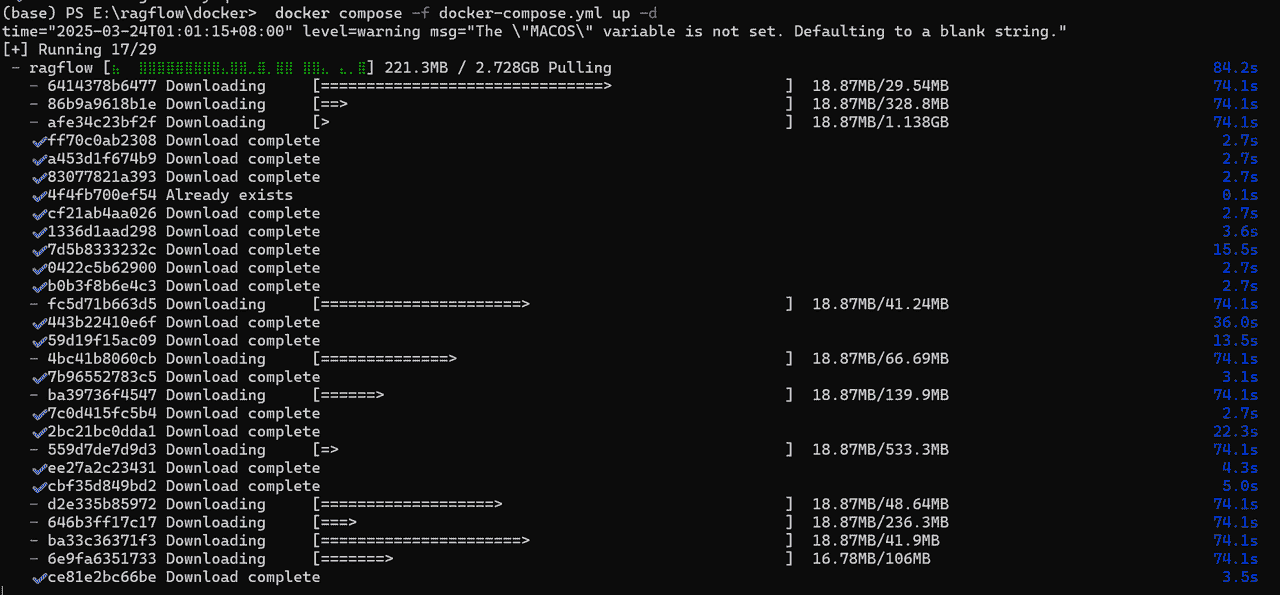 (base) PS E:\ragflow\docker> docker compose -f docker-compose.yml up -d
time="2025-03-24T01:01:15+08:00" level=warning msg="The \"MACOS\" variable is not set. Defaulting to a blank string."
[+] Running 17/29
- ragflow [⣦ ⣿⣿⣿⣿⣿⣿⣿⣿⣿⣄⣿⣿⣀⣿⡀⣿⣿ ⣿⣿⣄ ⣄⡀⣿] 221.3MB / 2.728GB Pulling 84.2s
- 6414378b6477 Downloading [==============================> ] 18.87MB/29.54MB 74.1s
- 86b9a9618b1e Downloading [==> ] 18.87MB/328.8MB 74.1s
- afe34c23bf2f Downloading [> ] 18.87MB/1.138GB 74.1s
✔ff70c0ab2308 Download complete 2.7s
✔a453d1f674b9 Download complete 2.7s
✔83077821a393 Download complete 2.7s
✔4f4fb700ef54 Already exists 0.1s
✔cf21ab4aa026 Download complete 2.7s
✔1336d1aad298 Download complete 3.6s
✔7d5b8333232c Download complete 15.5s
✔0422c5b62900 Download complete 2.7s
✔b0b3f8b6e4c3 Download complete 2.7s
- fc5d71b663d5 Downloading [======================> ] 18.87MB/41.24MB 74.1s
✔443b22410e6f Download complete 36.0s
✔59d19f15ac09 Download complete 13.5s
- 4bc41b8060cb Downloading [==============> ] 18.87MB/66.69MB 74.1s
✔7b96552783c5 Download complete 3.1s
- ba39736f4547 Downloading [======> ] 18.87MB/139.9MB 74.1s
✔7c0d415fc5b4 Download complete 2.7s
✔2bc21bc0dda1 Download complete 22.3s
- 559d7de7d9d3 Downloading [=> ] 18.87MB/533.3MB 74.1s
✔ee27a2c23431 Download complete 4.3s
✔cbf35d849bd2 Download complete 5.0s
- d2e335b85972 Downloading [===================> ] 18.87MB/48.64MB 74.1s
- 646b3ff17c17 Downloading [===> ] 18.87MB/236.3MB 74.1s
- ba33c36371f3 Downloading [======================> ] 18.87MB/41.9MB 74.1s
- 6e9fa6351733 Downloading [=======> ] 16.78MB/106MB 74.1s
✔ce81e2bc66be Download complete 3.5s